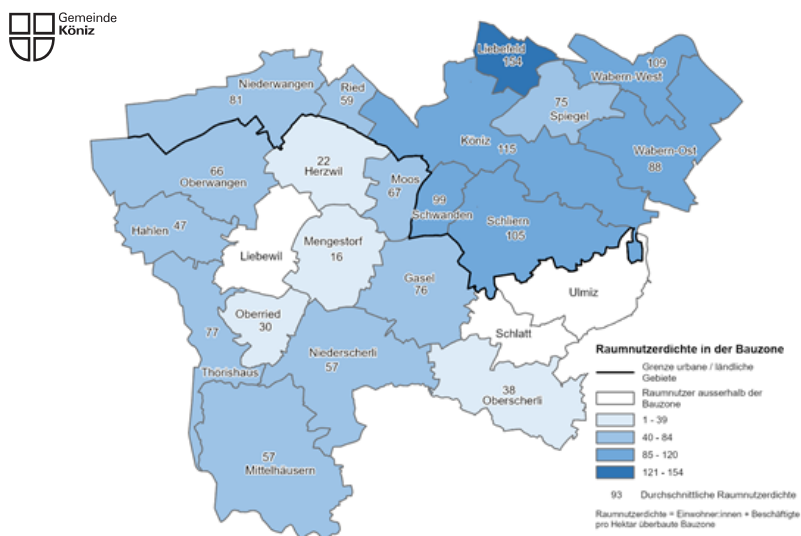 Gemeinde
Köniz
Liebefeld
154
109
Wabern-West
Niederwangen
81
Ried
59
75
Spiegel
Köniz
115
Wabern-Ost
88
22
Herzwil
66
Oberwangen
Moos
67
99
Schwanden
Schliern
105
Hahlen 47
Mengestorf
16
Liebewil
Gasel
76
Ulmiz
Oberried
30
77
Schlatt
Niederscherli
57
Thörishaus
38
Oberscherli
57
Mittelhäusern
Raumnutzerdichte in der Bauzone
Grenze urbane / ländliche
Gebiete
Raumnutzer ausserhalb der
Bauzone
1 - 39
40 - 84
85 - 120
121 - 154
93 Durchschnittliche Raumnutzerdichte
Raumnutzerdichte = Einwohner:innen + Beschäftigte
pro Hektar überbaute Bauzone